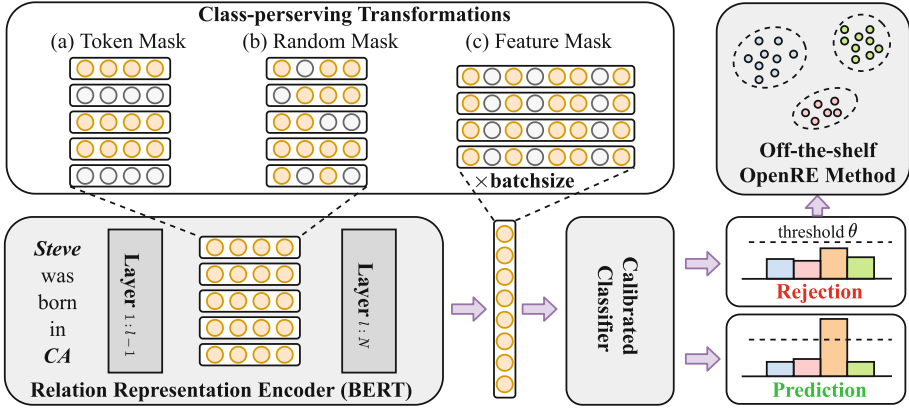 Class-perserving Transformations
(a) Token Mask
(b) Random Mask
(c) Feature Mask
×batchsize
Off-the-shelf
OpenRE Method
Steve
was
born
in
CA
Layer 1:l−1
Layer l:N
Relation Representation Encoder (BERT)
Calibrated
Classifier
threshold θ
Rejection
Prediction